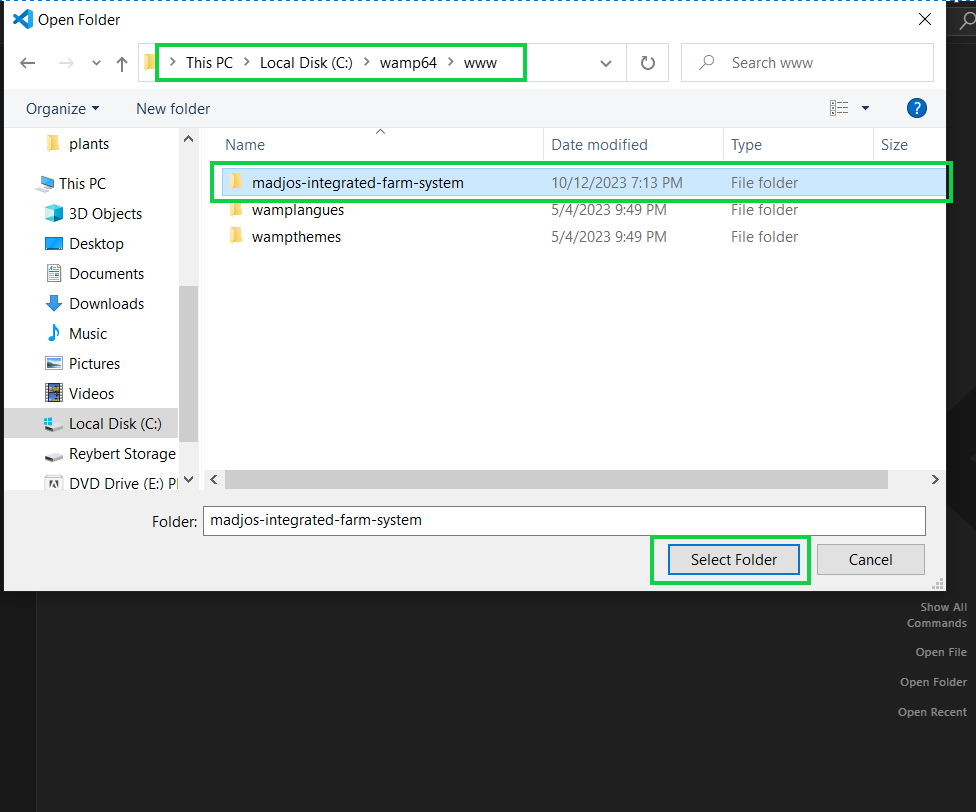 Open Folder
This PC > Local Disk (C:) > wamp64 > www
Search www
Organize
New folder
?
Name
Date modified
Type
Size
plants
This PC
3D Objects
Desktop
Documents
Downloads
Music
Pictures
Videos
Local Disk (C:)
Reybert Storage
DVD Drive (E:) P
madjos-integrated-farm-system 10/12/2023 7:13 PM File folder
wamplangues 5/4/2023 9:49 PM File folder
wampthemes 5/4/2023 9:49 PM File folder
Folder: madjos-integrated-farm-system
Select Folder
Cancel
Show All
Commands
Open File
Open Folder
Open Recent